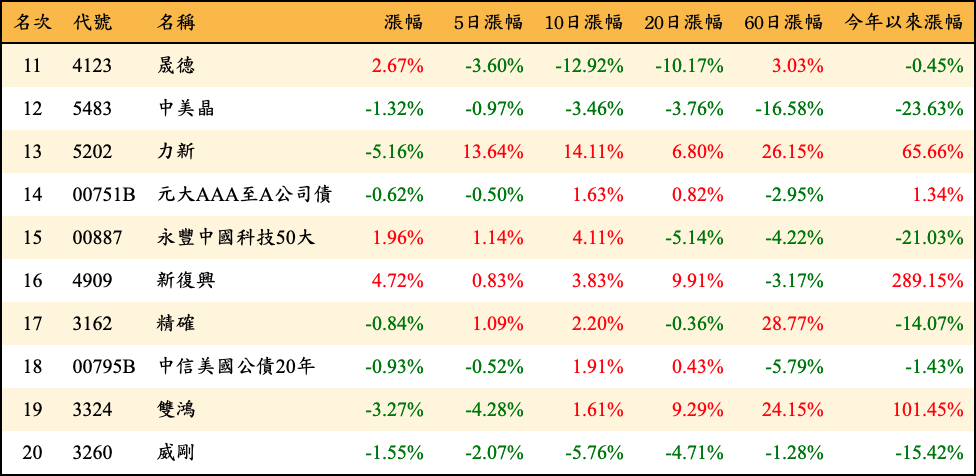 名次 代號 名稱 漲幅 5日漲幅 10日漲幅 20日漲幅 60日漲幅 今年以來漲幅
11 4123 晟德 2.67% -3.60% -12.92% -10.17% 3.03% -0.45%
12 5483 中美晶 -1.32% -0.97% -3.46% -3.76% -16.58% -23.63%
13 5202 力新 -5.16% 13.64% 14.11% 6.80% 26.15% 65.66%
14 00751B 元大AAA至A公司債 -0.62% -0.50% 1.63% 0.82% -2.95% 1.34%
15 00887 永豐中國科技50大 1.96% 1.14% 4.11% -5.14% -4.22% -21.03%
16 4909 新復興 4.72% 0.83% 3.83% 9.91% -3.17% 289.15%
17 3162 精確 -0.84% 1.09% 2.20% -0.36% 28.77% -14.07%
18 00795B 中信美國公債20年 -0.93% -0.52% 1.91% 0.43% -5.79% -1.43%
19 3324 雙鴻 -3.27% -4.28% 1.61% 9.29% 24.15% 101.45%
20 3260 威剛 -1.55% -2.07% -5.76% -4.71% -1.28% -15.42%